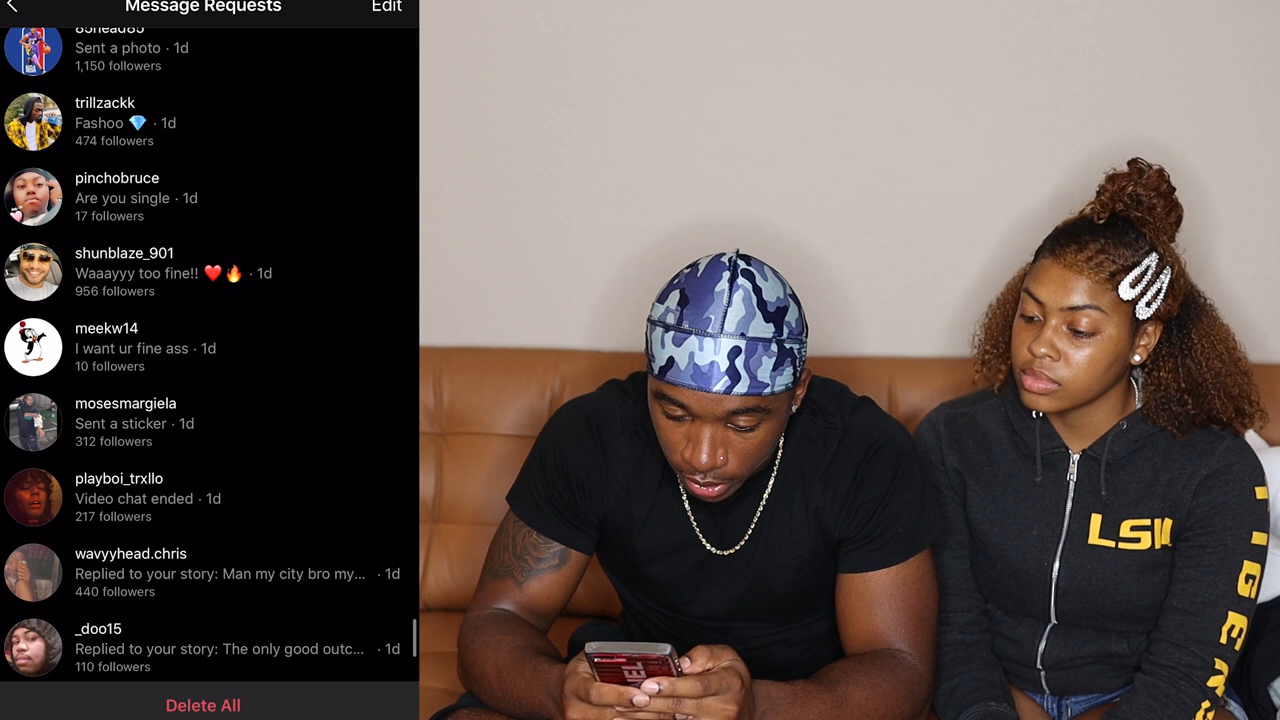 Message Requests
Edit
85head85
Sent a photo · 1d
1,150 followers
trillzackk
Fashoo 💎 · 1d
474 followers
pinchobruce
Are you single · 1d
17 followers
shunblaze_901
Waaayyy too fine!! ❤️🔥 · 1d
956 followers
meekw14
I want ur fine ass · 1d
10 followers
mosesmargiela
Sent a sticker · 1d
312 followers
playboi_trxllo
Video chat ended · 1d
217 followers
wavyyhead.chris
Replied to your story: Man my city bro my... · 1d
440 followers
_doo15
Replied to your story: The only good outc... · 1d
110 followers
Delete All
NBA
LSU
TIGERS